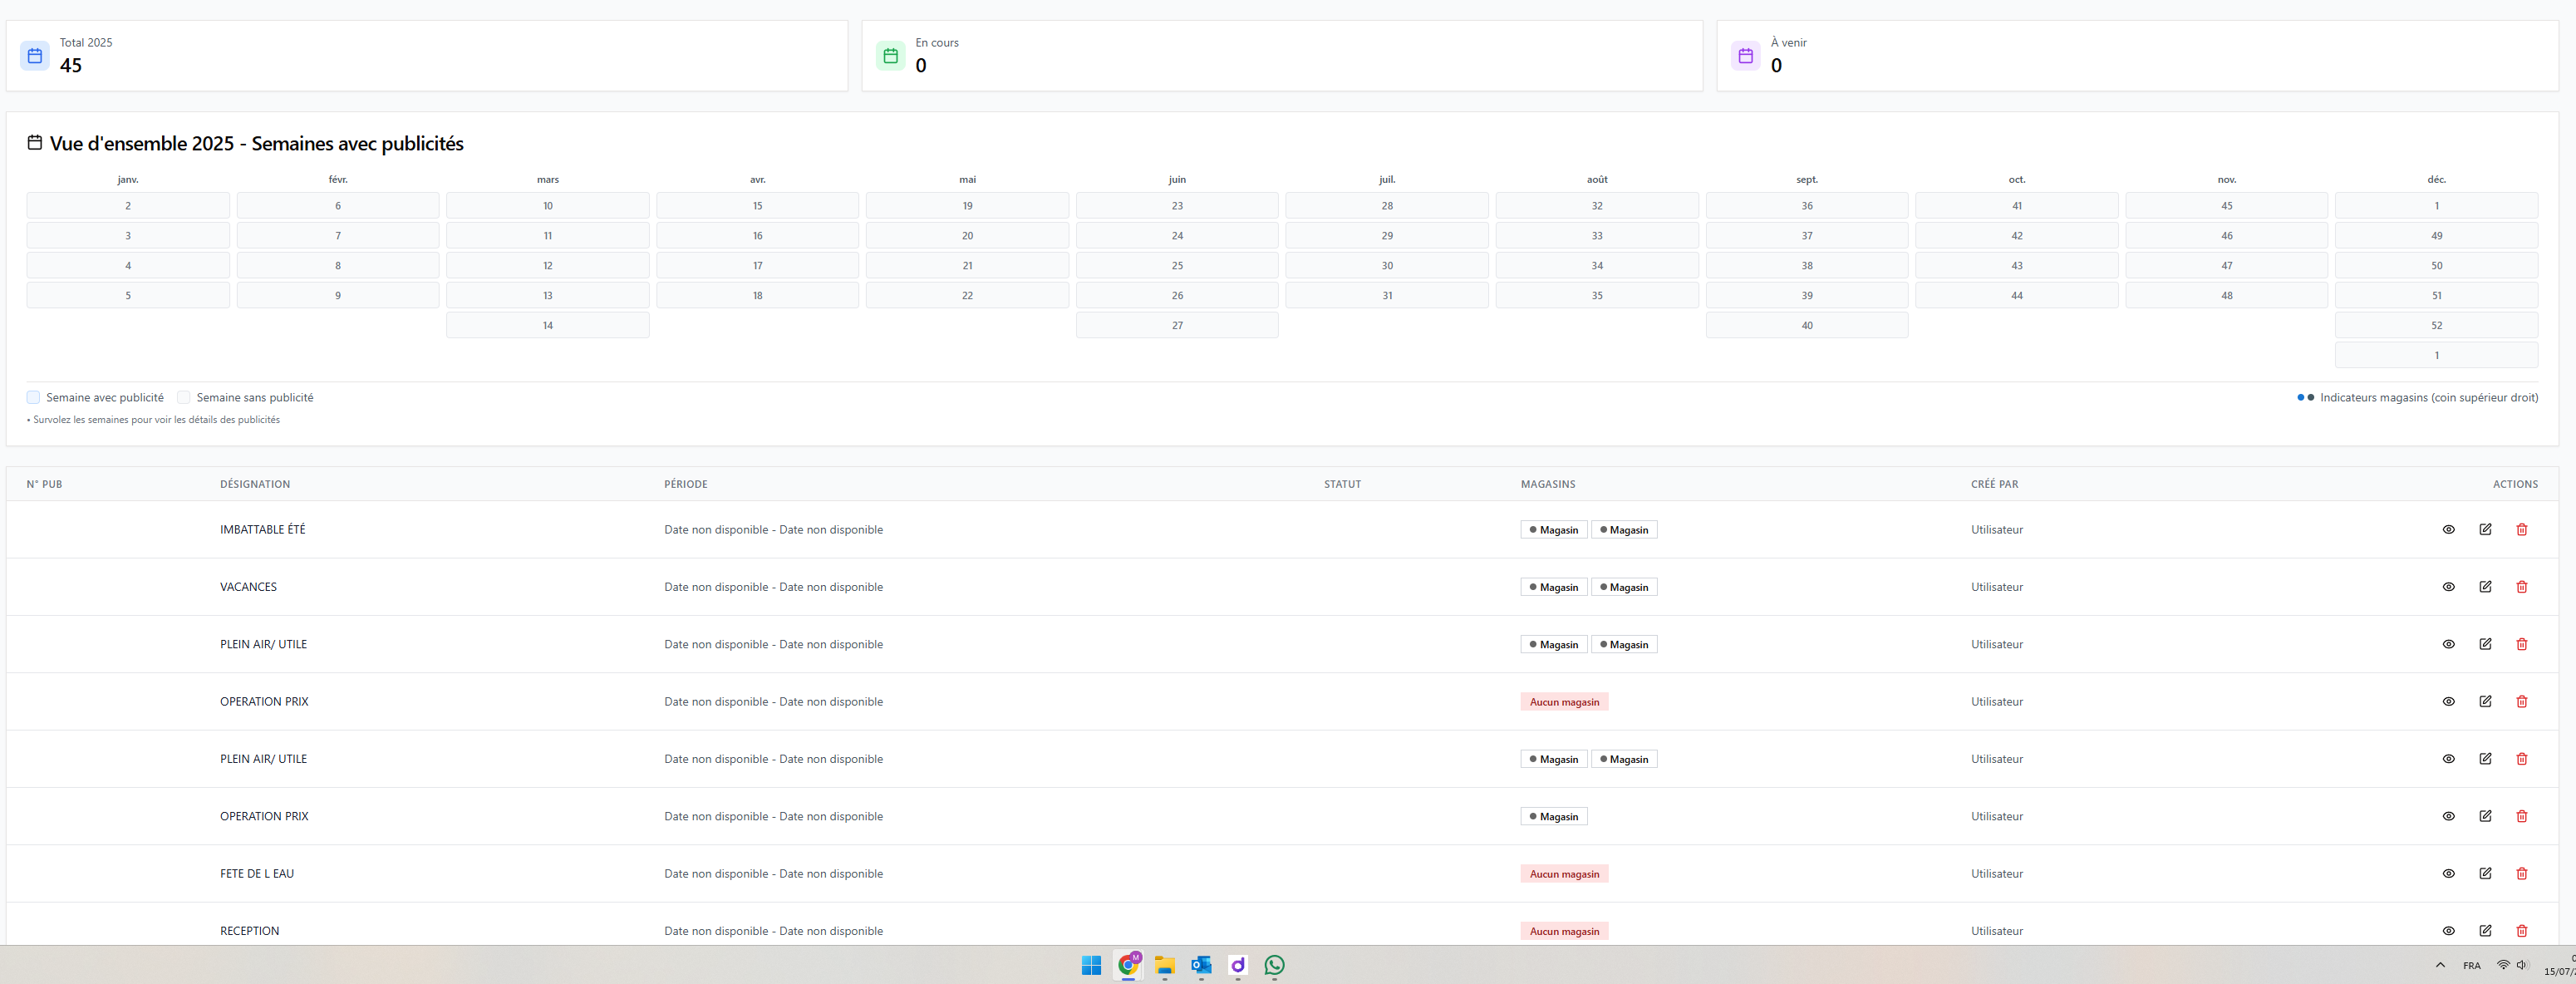 Total 2025
45
En cours
0
À venir
0
Vue d'ensemble 2025 - Semaines avec publicités
janv. févr. mars avr. mai juin juil. août sept. oct. nov. déc.
2 6 10 15 19 23 28 32 36 41 45 1
3 7 11 16 20 24 29 33 37 42 46 49
4 8 12 17 21 25 30 34 38 43 47 50
5 9 13 18 22 26 31 35 39 44 48 51
14 27 40 52
1
Semaine avec publicité Semaine sans publicité Indicateurs magasins (coin supérieur droit)
• Survolez les semaines pour voir les détails des publicités
N° PUB DÉSIGNATION PÉRIODE STATUT MAGASINS CRÉÉ PAR ACTIONS
IMBATTABLE ÉTÉ Date non disponible - Date non disponible Magasin Magasin Utilisateur
VACANCES Date non disponible - Date non disponible Magasin Magasin Utilisateur
PLEIN AIR/ UTILE Date non disponible - Date non disponible Magasin Magasin Utilisateur
OPERATION PRIX Date non disponible - Date non disponible Aucun magasin Utilisateur
PLEIN AIR/ UTILE Date non disponible - Date non disponible Magasin Magasin Utilisateur
OPERATION PRIX Date non disponible - Date non disponible Magasin Utilisateur
FETE DE L EAU Date non disponible - Date non disponible Aucun magasin Utilisateur
RECEPTION Date non disponible - Date non disponible Aucun magasin Utilisateur
M
FRA
15/07/